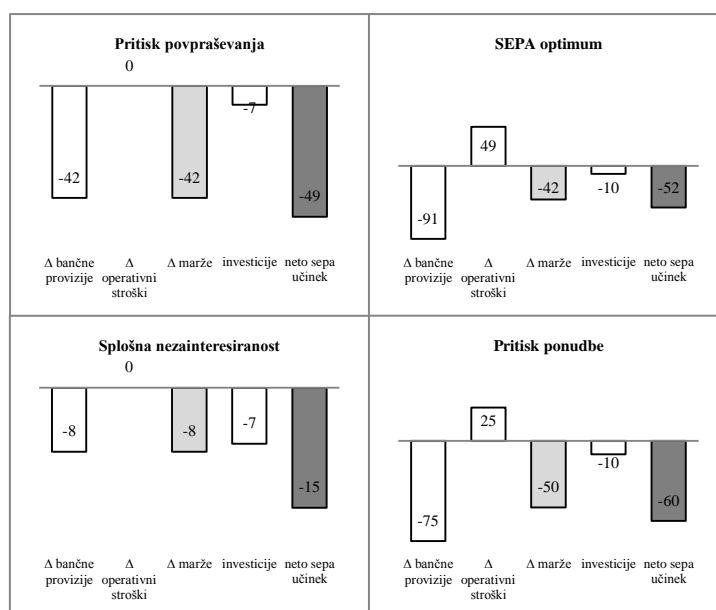 Pritisk povpraševanja
0
-42
-42
-7
-49
Δ bančne provizije
Δ operativni stroški
Δ marže
investicije
neto sepa učinek
SEPA optimum
-91
49
-42
-10
-52
Δ bančne provizije
Δ operativni stroški
Δ marže
investicije
neto sepa učinek
Splošna nezainteresiranost
0
-8
-8
-7
-15
Δ bančne provizije
Δ operativni stroški
Δ marže
investicije
neto sepa učinek
Pritisk ponudbe
-75
25
-50
-10
-60
Δ bančne provizije
Δ operativni stroški
Δ marže
investicije
neto sepa učinek